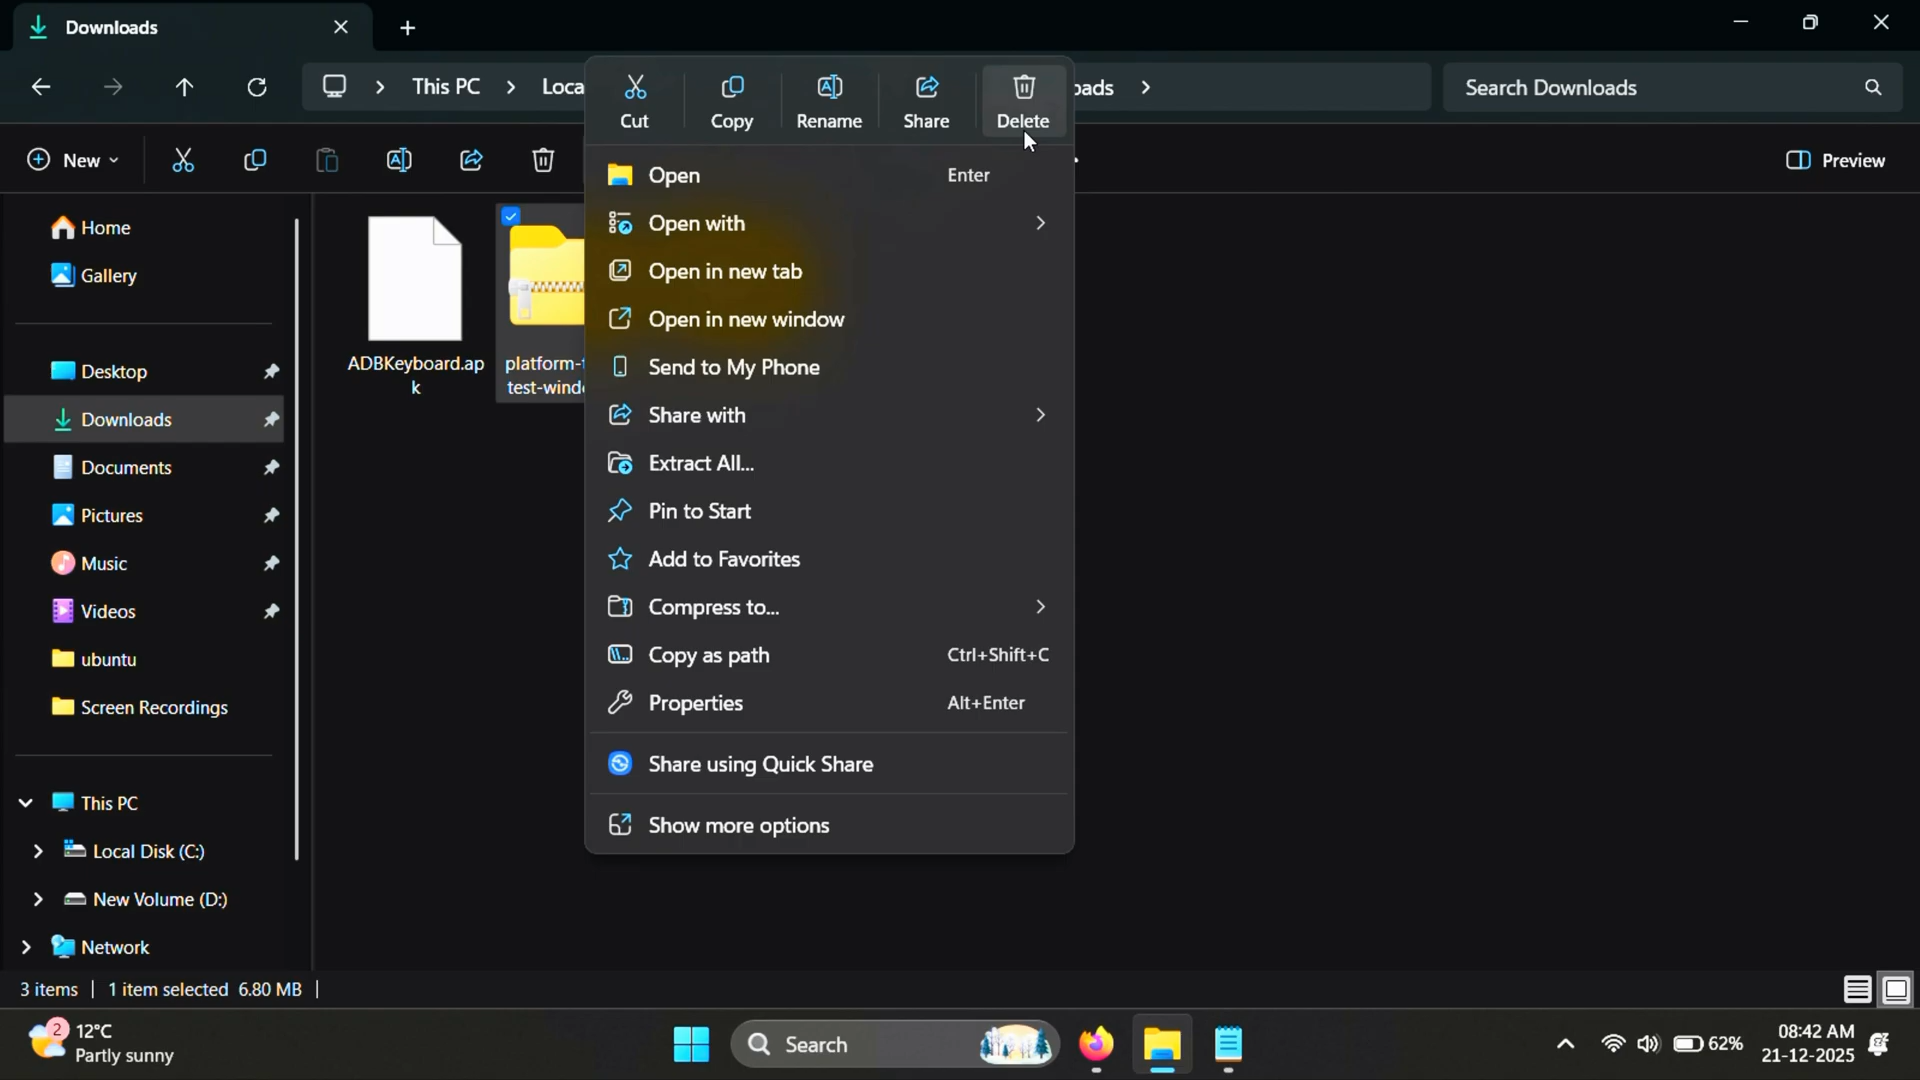 Downloads
This PC
Loca
oads
Search Downloads
Cut
Copy
Rename
Share
Delete
New
Preview
Home
Gallery
Desktop
Downloads
Documents
Pictures
Music
Videos
ubuntu
Screen Recordings
This PC
Local Disk (C:)
New Volume (D:)
Network
ADBKeyboard.ap
k
platform-
test-wind
Open Enter
Open with
Open in new tab
Open in new window
Send to My Phone
Share with
Extract All...
Pin to Start
Add to Favorites
Compress to...
Copy as path Ctrl+Shift+C
Properties Alt+Enter
Share using Quick Share
Show more options
3 items 1 item selected 6.80 MB
2
12°C
Partly sunny
Search
62%
08:42 AM
21-12-2025